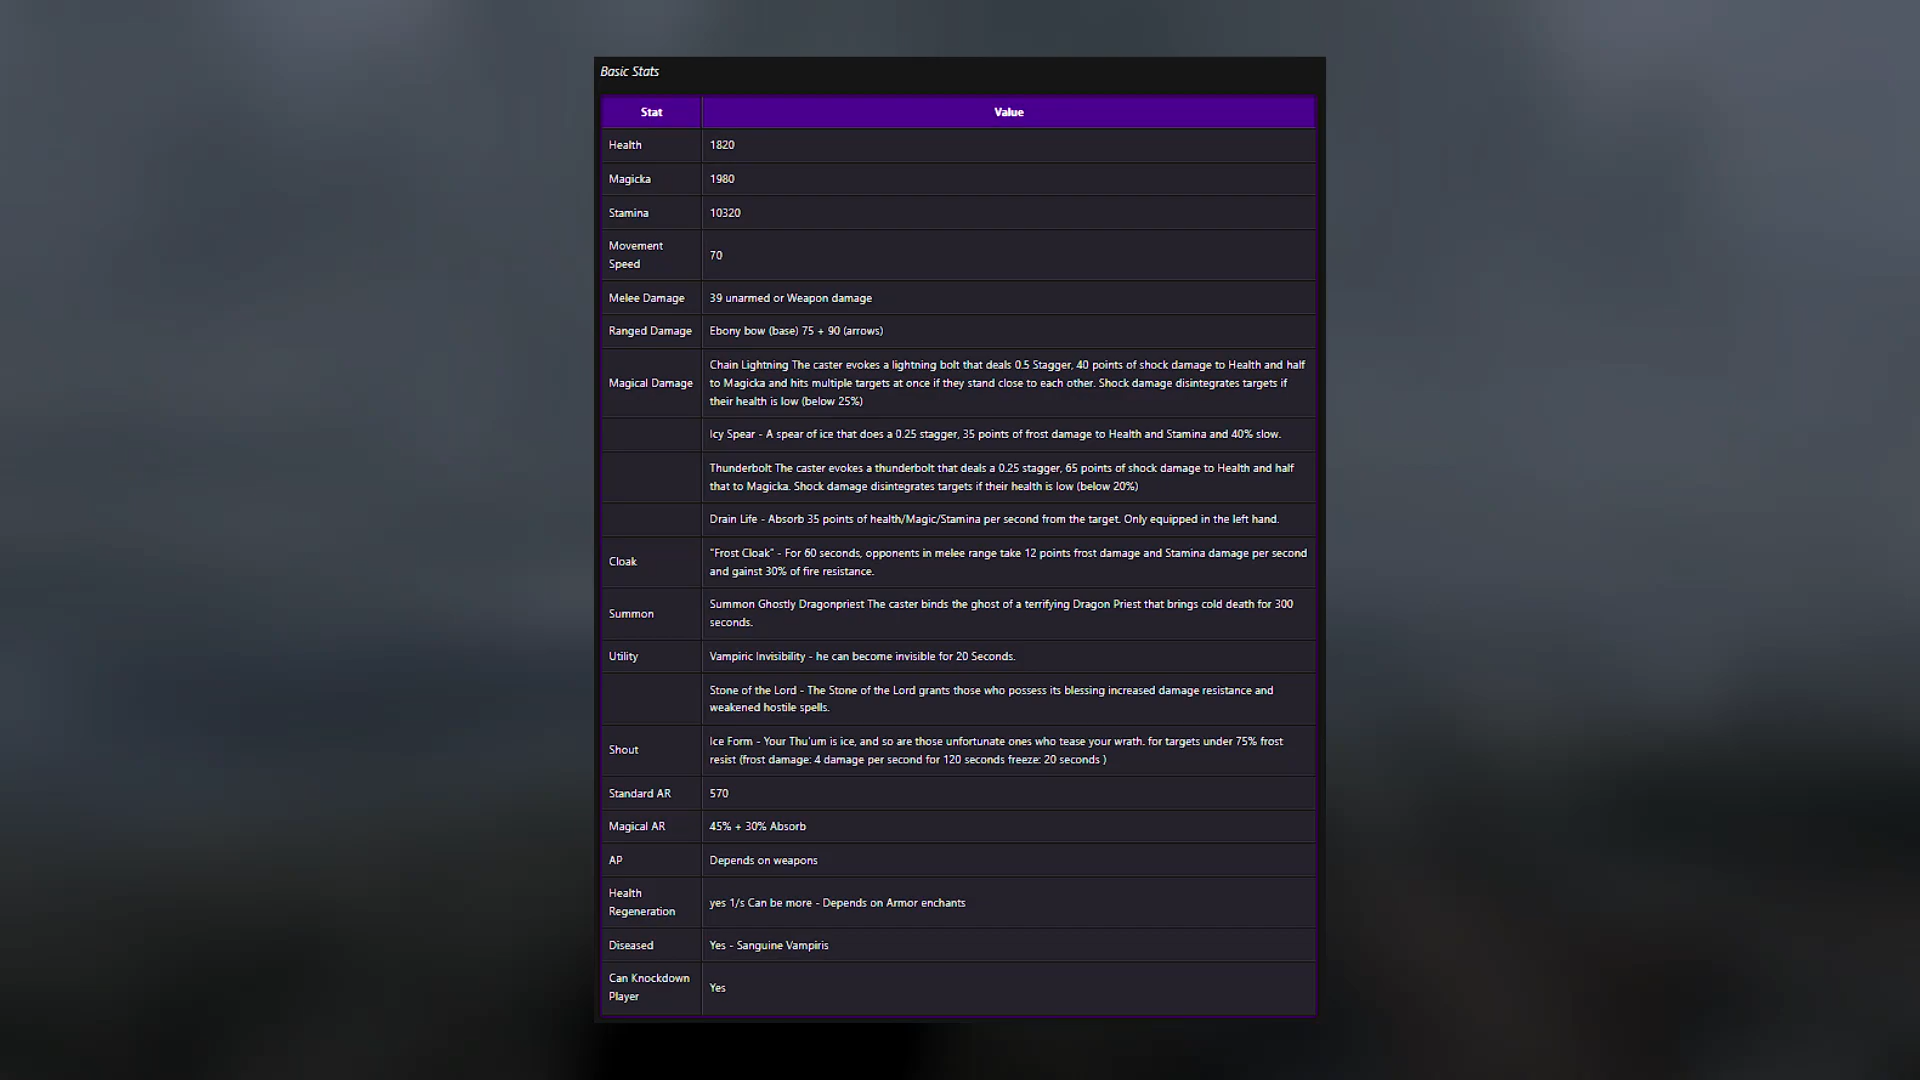 Basic Stats
Stat Value
Health 1820
Magicka 1980
Stamina 10320
Movement
Speed
70
Melee Damage 39 unarmed or Weapon damage
Ranged Damage Ebony bow (base) 75 + 90 (arrows)
Magical Damage
Chain Lightning The caster evokes a lightning bolt that deals 0.5 Stagger, 40 points of shock damage to Health and half
to Magicka and hits multiple targets at once if they stand close to each other. Shock damage disintegrates targets if
their health is low (below 25%)
Icy Spear - A spear of ice that does a 0.25 stagger, 35 points of frost damage to Health and Stamina and 40% slow.
Thunderbolt The caster evokes a thunderbolt that deals a 0.25 stagger, 65 points of shock damage to Health and half
that to Magicka. Shock damage disintegrates targets if their health is low (below 20%)
Drain Life - Absorb 35 points of health/Magic/Stamina per second from the target. Only equipped in the left hand.
Cloak
"Frost Cloak" - For 60 seconds, opponents in melee range take 12 points frost damage and Stamina damage per second
and gainst 30% of fire resistance.
Summon
Summon Ghostly Dragonpriest The caster binds the ghost of a terrifying Dragon Priest that brings cold death for 300
seconds.
Utility Vampiric Invisibility - he can become invisible for 20 Seconds.
Stone of the Lord - The Stone of the Lord grants those who possess its blessing increased damage resistance and
weakened hostile spells.
Shout
Ice Form - Your Thu'um is ice, and so are those unfortunate ones who tease your wrath. for targets under 75% frost
resist (frost damage: 4 damage per second for 120 seconds freeze: 20 seconds )
Standard AR 570
Magical AR 45% + 30% Absorb
AP Depends on weapons
Health
Regeneration
yes 1/s Can be more - Depends on Armor enchants
Diseased Yes - Sanguine Vampiris
Can Knockdown
Player
Yes